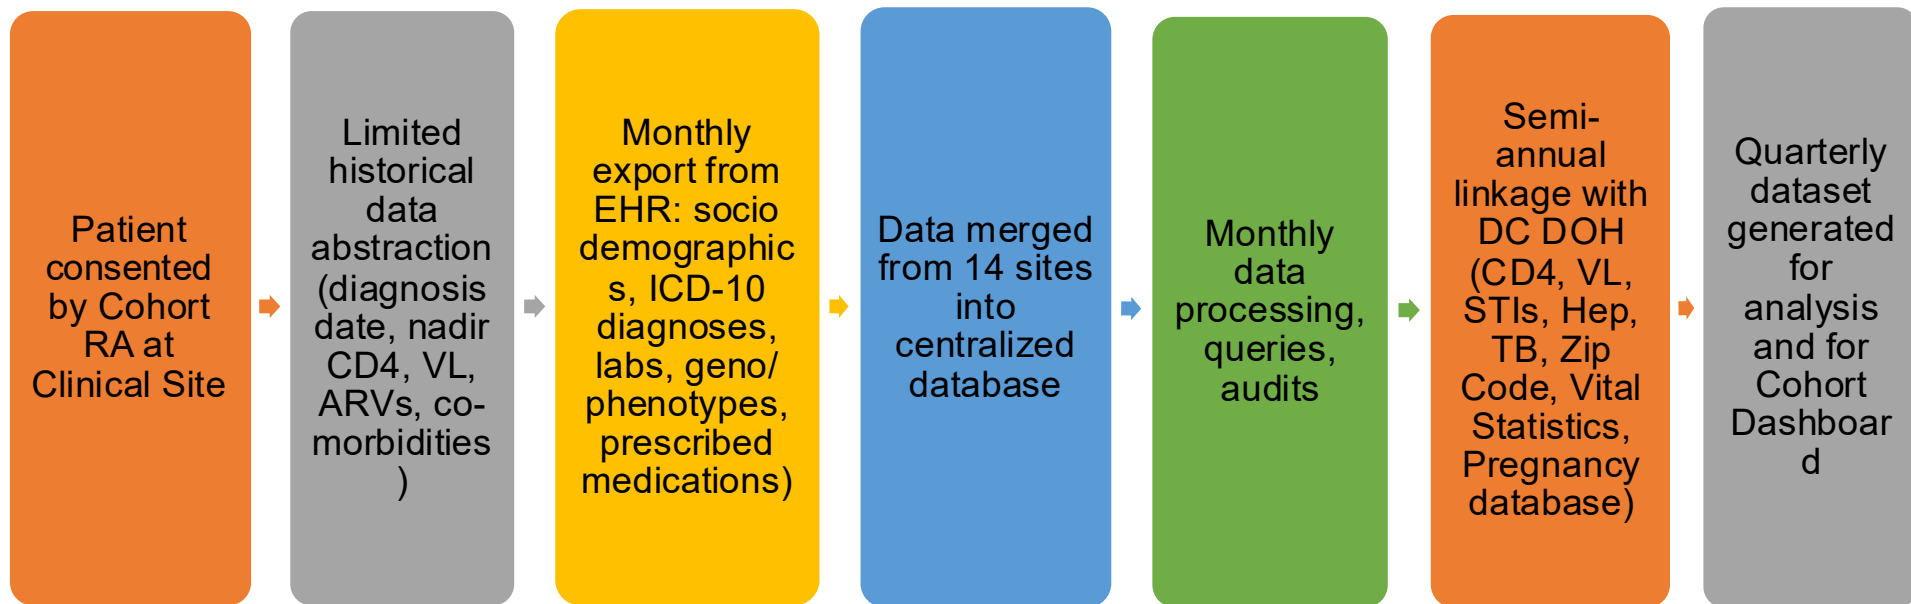 Patient
consented
by Cohort
RA at
Clinical Site
Limited
historical
data
abstraction
(diagnosis
date, nadir
CD4, VL,
ARVs, co-
morbidities
)
Monthly
export from
EHR: socio
demographic
s, ICD-10
diagnoses,
labs, geno/
phenotypes,
prescribed
medications)
Data merged
from 14 sites
into
centralized
database
Monthly
data
processing,
queries,
audits
Semi-
annual
linkage with
DC DOH
(CD4, VL,
STIs, Hep,
TB, Zip
Code, Vital
Statistics,
Pregnancy
database)
Quarterly
dataset
generated
for
analysis
and for
Cohort
Dashboar
d